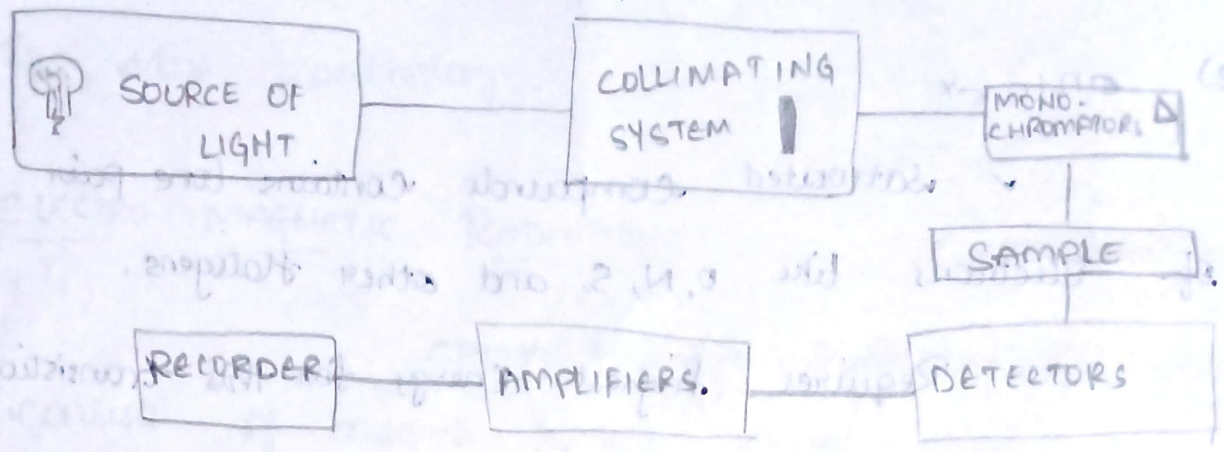 SOURCE OF
LIGHT.
COLLIMATING
SYSTEM
MONO-
CHROMATORS
SAMPLE
DETECTORS
AMPLIFIERS.
RECORDER